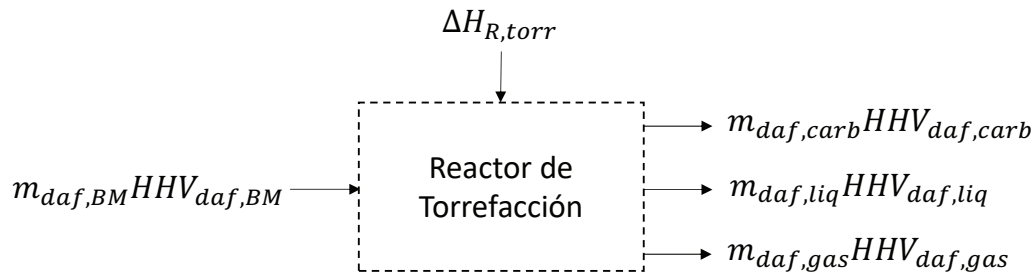 ΔH_{R,torr}
m_{daf,carb}HHV_{daf,carb}
Reactor de
Torrefacción
m_{daf,BM}HHV_{daf,BM}
m_{daf,liq}HHV_{daf,liq}
m_{daf,gas}HHV_{daf,gas}